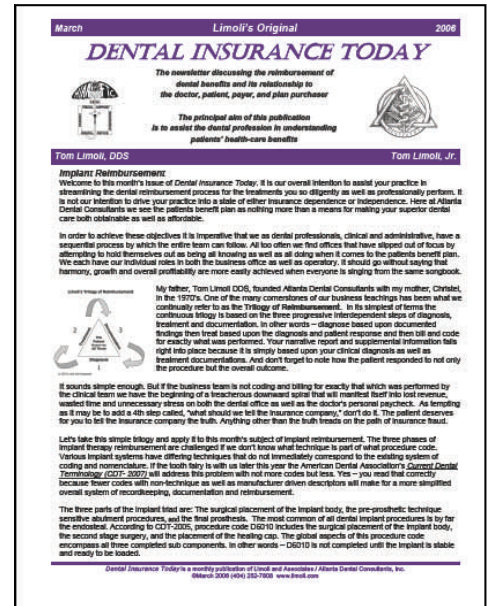 March Limoli's Original 2006
DENTAL INSURANCE TODAY
The newsletter discussing the reimbursement of
dental benefits and its relationship to
the doctor, patient, payer, and plan purchaser
The principal aim of this publication
is to assist the dental profession in understanding
patients' health-care benefits
Tom Limoli, DDS Tom Limoli, Jr.
Implant Reimbursement
Welcome to this month's issue of Dental Insurance Today. It is our overall intention to assist your practice in
streamlining the dental reimbursement process for the treatments you so diligently as well as professionally perform. It
is not our intention to drive your practice into a state of either insurance dependence or independence. Here at Atlanta
Dental Consultants we see the patients benefit plan as nothing more than a means for making your superior dental
care both obtainable as well as affordable.
In order to achieve these objectives it is imperative that we as dental professionals, clinical and administrative, have a
sequential process by which the entire team can follow. All too often we find offices that have slipped out of focus by
attempting to hold themselves out as being all knowing as well as all doing when it comes to the patients benefit plan.
We each have our individual roles in both the business office as well as operatory. It should go without saying that
harmony, growth and overall profitability are more easily achieved when everyone is singing from the same songbook.
Limoli's Trilogy of Reimbursement
My father, Tom Limoli DDS, founded Atlanta Dental Consultants with my mother, Christel,
in the 1970's. One of the many cornerstones of our business teachings has been what we
continually refer to as the Trilogy of Reimbursement. In its simplest of terms the
continuous trilogy is based on the three progressive interdependent steps of diagnosis,
treatment and documentation. In other words – diagnose based upon documented
findings then treat based upon the diagnosis and patient response and then bill and code
for exactly what was performed. Your narrative report and supplemental information falls
right into place because it is simply based upon your clinical diagnosis as well as
treatment documentations. And don't forget to note how the patient responded to not only
the procedure but the overall outcome.
It sounds simple enough. But if the business team is not coding and billing for exactly that which was performed by
the clinical team we have the beginning of a treacherous downward spiral that will manifest itself into lost revenue,
wasted time and unnecessary stress on both the dental office as well as the doctor's personal paycheck. As tempting
as it may be to add a 4th step called, "what should we tell the insurance company," don't do it. The patient deserves
for you to tell the insurance company the truth. Anything other than the truth treads on the path of insurance fraud.
Let's take this simple trilogy and apply it to this month's subject of implant reimbursement. The three phases of
implant therapy reimbursement are challenged if we don't know what technique is part of what procedure code.
Various implant systems have differing techniques that do not immediately correspond to the existing system of
coding and nomenclature. If the tooth fairy is with us later this year the American Dental Association's Current Dental
Terminology (CDT- 2007) will address this problem with not more codes but less. Yes – you read that correctly
because fewer codes with non-technique as well as manufacturer driven descriptors will make for a more simplified
overall system of recordkeeping, documentation and reimbursement.
The three parts of the implant triad are: The surgical placement of the implant body, the pre-prosthetic technique
sensitive abutment procedures, and the final prosthesis. The most common of all dental implant procedures is by far
the endosteal. According to CDT-2005, procedure code D6010 includes the surgical placement of the implant body,
the second stage surgery, and the placement of the healing cap. The global aspects of this procedure code
encompass all three completed sub components. In other words – D6010 is not completed until the implant is stable
and ready to be loaded.
Dental Insurance Today is a monthly publication of Limoli and Associates / Atlanta Dental Consultants, Inc.
©March 2006 (404) 252-7808 www.limoli.com